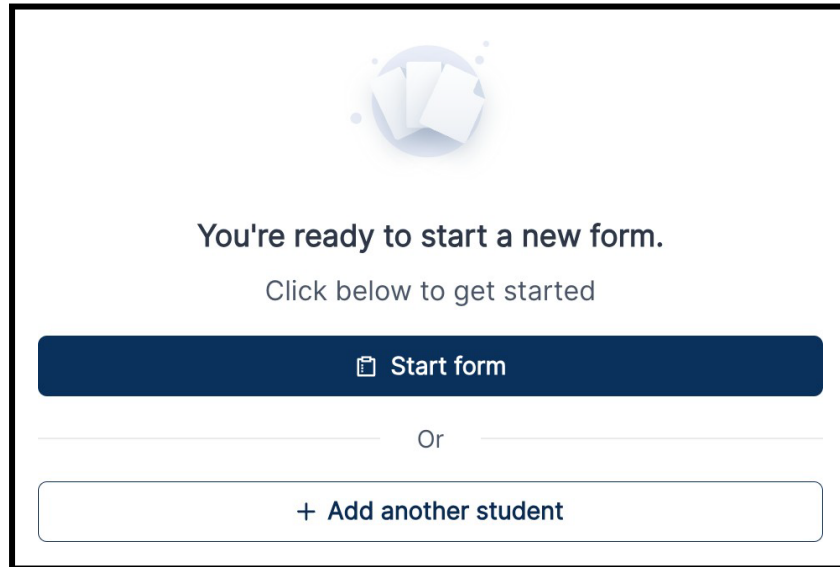 You're ready to start a new form.
Click below to get started
Start form
Or
+ Add another student